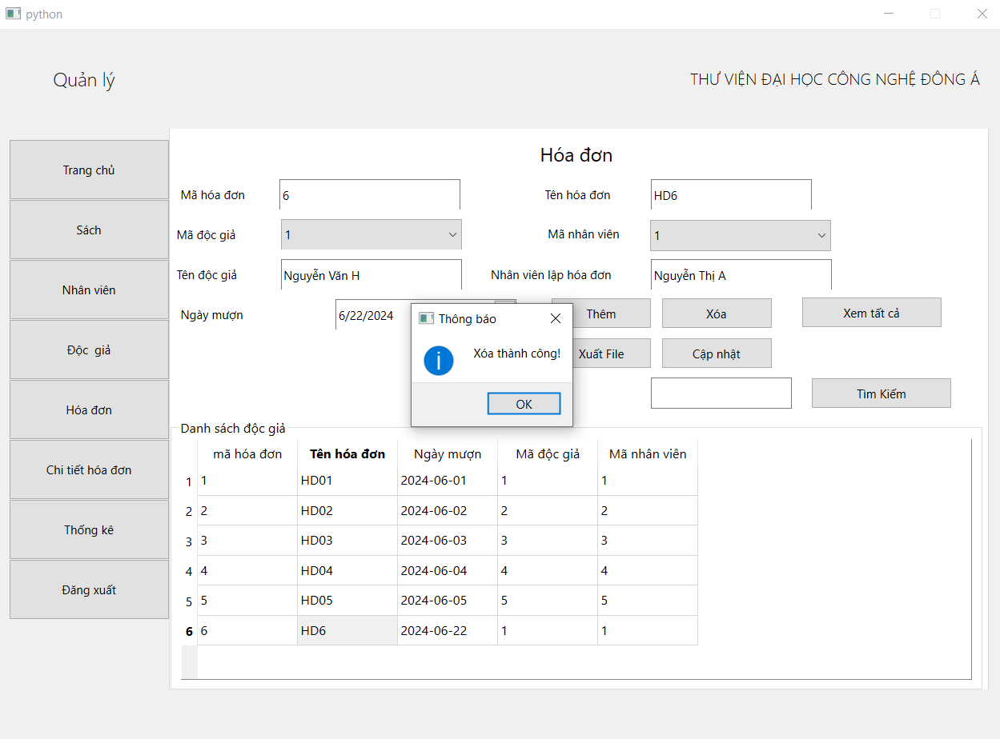 python
Quản lý
THƯ VIỆN ĐẠI HỌC CÔNG NGHỆ ĐÔNG Á
Trang chủ
Sách
Nhân viên
Độc  giả
Hóa đơn
Chi tiết hóa đơn
Thống kê
Đăng xuất
Hóa đơn
Mã hóa đơn 6 Tên hóa đơn HD6
Mã độc giả 1 Mã nhân viên 1
Tên độc giả Nguyễn Văn H Nhân viên lập hóa đơn Nguyễn Thị A
Ngày mượn 6/22/2024 Thêm Xóa Xem tất cả
Xuất File Cập nhật
Tìm Kiếm
Thông báo
Xóa thành công!
OK
Danh sách độc giả
mã hóa đơn Tên hóa đơn Ngày mượn Mã độc giả Mã nhân viên
1 1 HD01 2024-06-01 1 1
2 2 HD02 2024-06-02 2 2
3 3 HD03 2024-06-03 3 3
4 4 HD04 2024-06-04 4 4
5 5 HD05 2024-06-05 5 5
6 6 HD6 2024-06-22 1 1